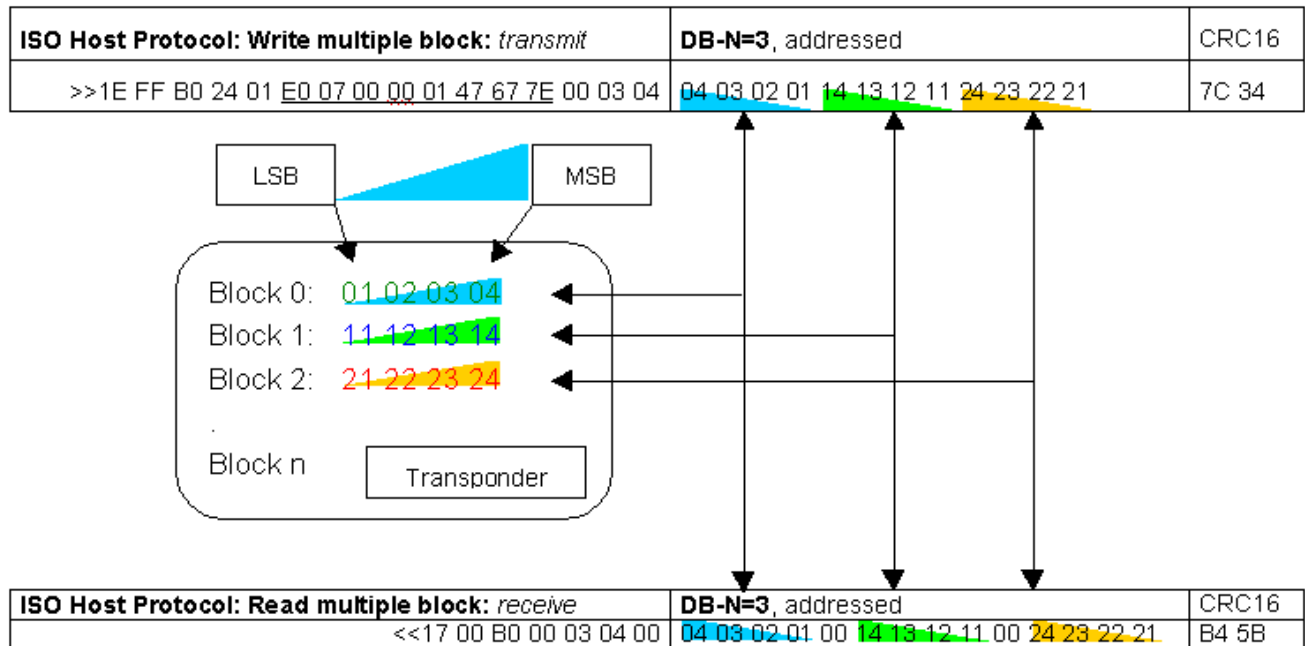 ISO Host Protocol: Write multiple block: transmit DB-N=3, addressed CRC16
>>1E FF B0 24 01 E0 07 00 00 01 47 67 7E 00 03 04 04 03 02 01 14 13 12 11 24 23 22 21 7C 34
LSB MSB
Block 0: 01 02 03 04
Block 1: 11 12 13 14
Block 2: 21 22 23 24
.
Block n Transponder
ISO Host Protocol: Read multiple block: receive DB-N=3, addressed CRC16
<<17 00 B0 00 03 04 00 04 03 02 01 00 14 13 12 11 00 24 23 22 21 B4 5B